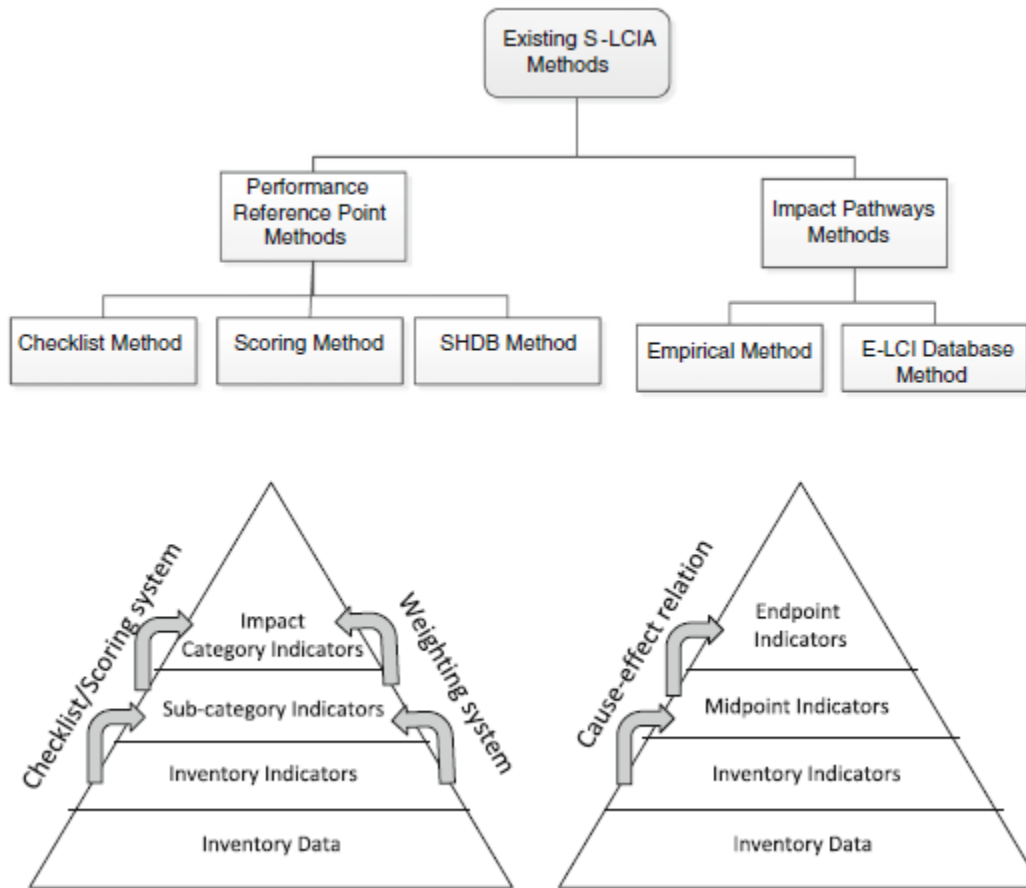 Existing S-LCIA
Methods
Performance
Reference Point
Methods
Impact Pathways
Methods
Checklist Method
Scoring Method
SHDB Method
Empirical Method
E-LCI Database
Method
Checklist/Scoring system
Weighting system
Impact
Category Indicators
Sub-category Indicators
Inventory Indicators
Inventory Data
Cause-effect relation
Endpoint
Indicators
Midpoint Indicators
Inventory Indicators
Inventory Data